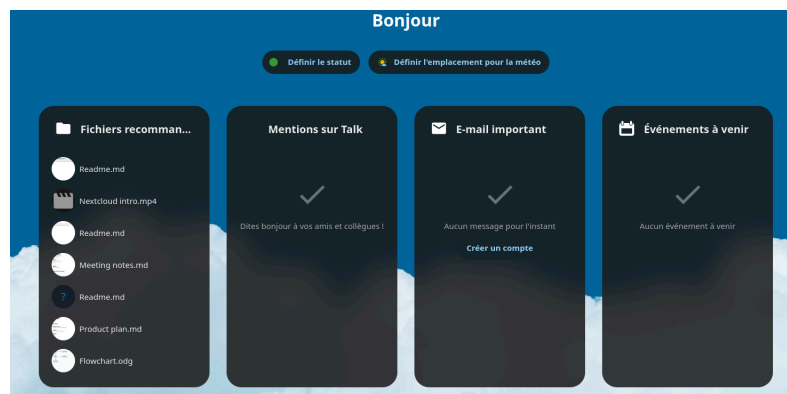 Bonjour
Définir le statut
Définir l'emplacement pour la météo
Fichiers recomman...
Readme.md
Nextcloud intro.mp4
Readme.md
Meeting notes.md
?
Readme.md
Product plan.md
Flowchart.odg
Mentions sur Talk
Dites bonjour à vos amis et collègues !
E-mail important
Aucun message pour l'instant
Créer un compte
Événements à venir
Aucun événement à venir